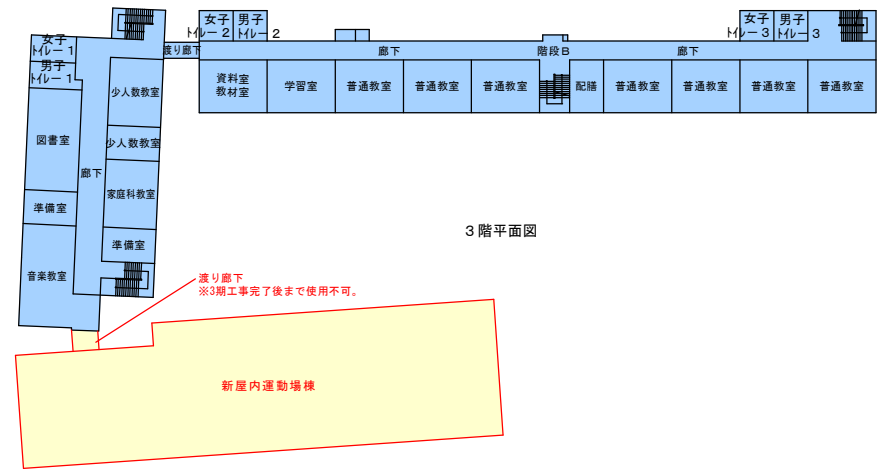 女子
トイレー1
男子
トイレー1
図書室
準備室
音楽教室
廊下
少人数教室
少人数教室
家庭科教室
準備室
渡り廊下
女子
トイレー2
男子
トイレー2
廊下
階段B
廊下
女子
トイレー3
男子
トイレー3
資料室
教材室
学習室
普通教室
普通教室
普通教室
配膳
普通教室
普通教室
普通教室
普通教室
3階平面図
渡り廊下
※3期工事完了後まで使用不可。
新屋内運動場棟